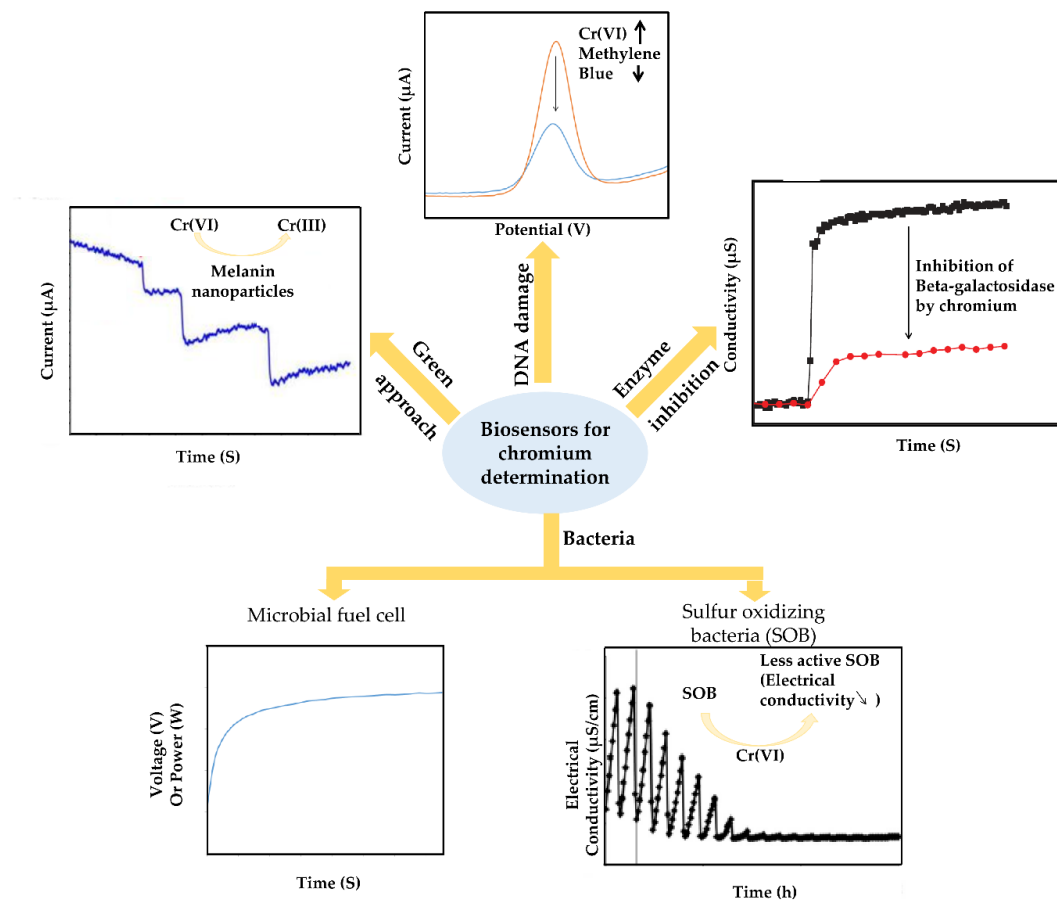 Cr(VI)
Methylene
Blue
Current (µA)
Potential (V)
Cr(VI)
Cr(III)
Melanin
nanoparticles
Current (µA)
Time (S)
Inhibition of
Beta-galactosidase
by chromium
Conductivity (µS)
Time (S)
Green
approach
DNA damage
Enzyme
inhibition
Biosensors for
chromium
determination
Bacteria
Microbial fuel cell
Voltage (V)
Or Power (W)
Time (S)
Sulfur oxidizing
bacteria (SOB)
Less active SOB
(Electrical
conductivity↘ )
SOB
Cr(VI)
Electrical
Conductivity (µS/cm)
Time (h)